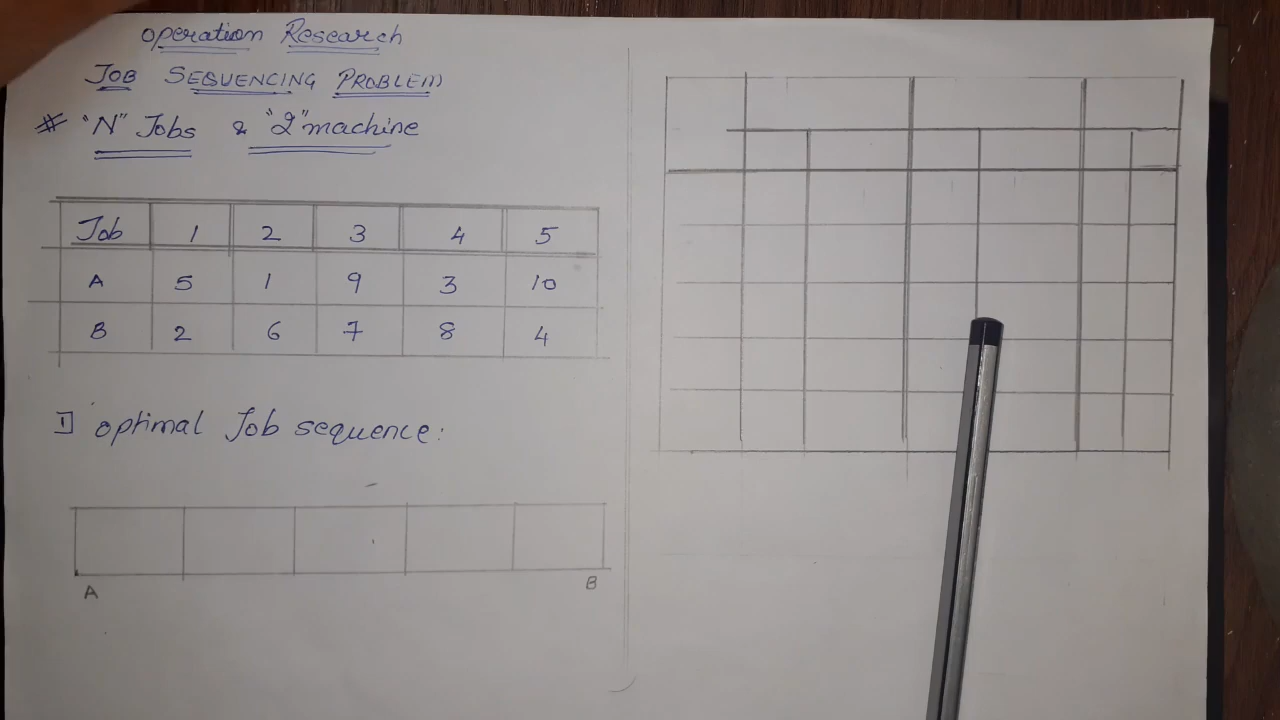 Operation Research
JOB SEQUENCING PROBLEM
# "N" Jobs & "2" machine
Job 1 2 3 4 5
A 5 1 9 3 10
B 2 6 7 8 4
1] optimal Job sequence:
A B